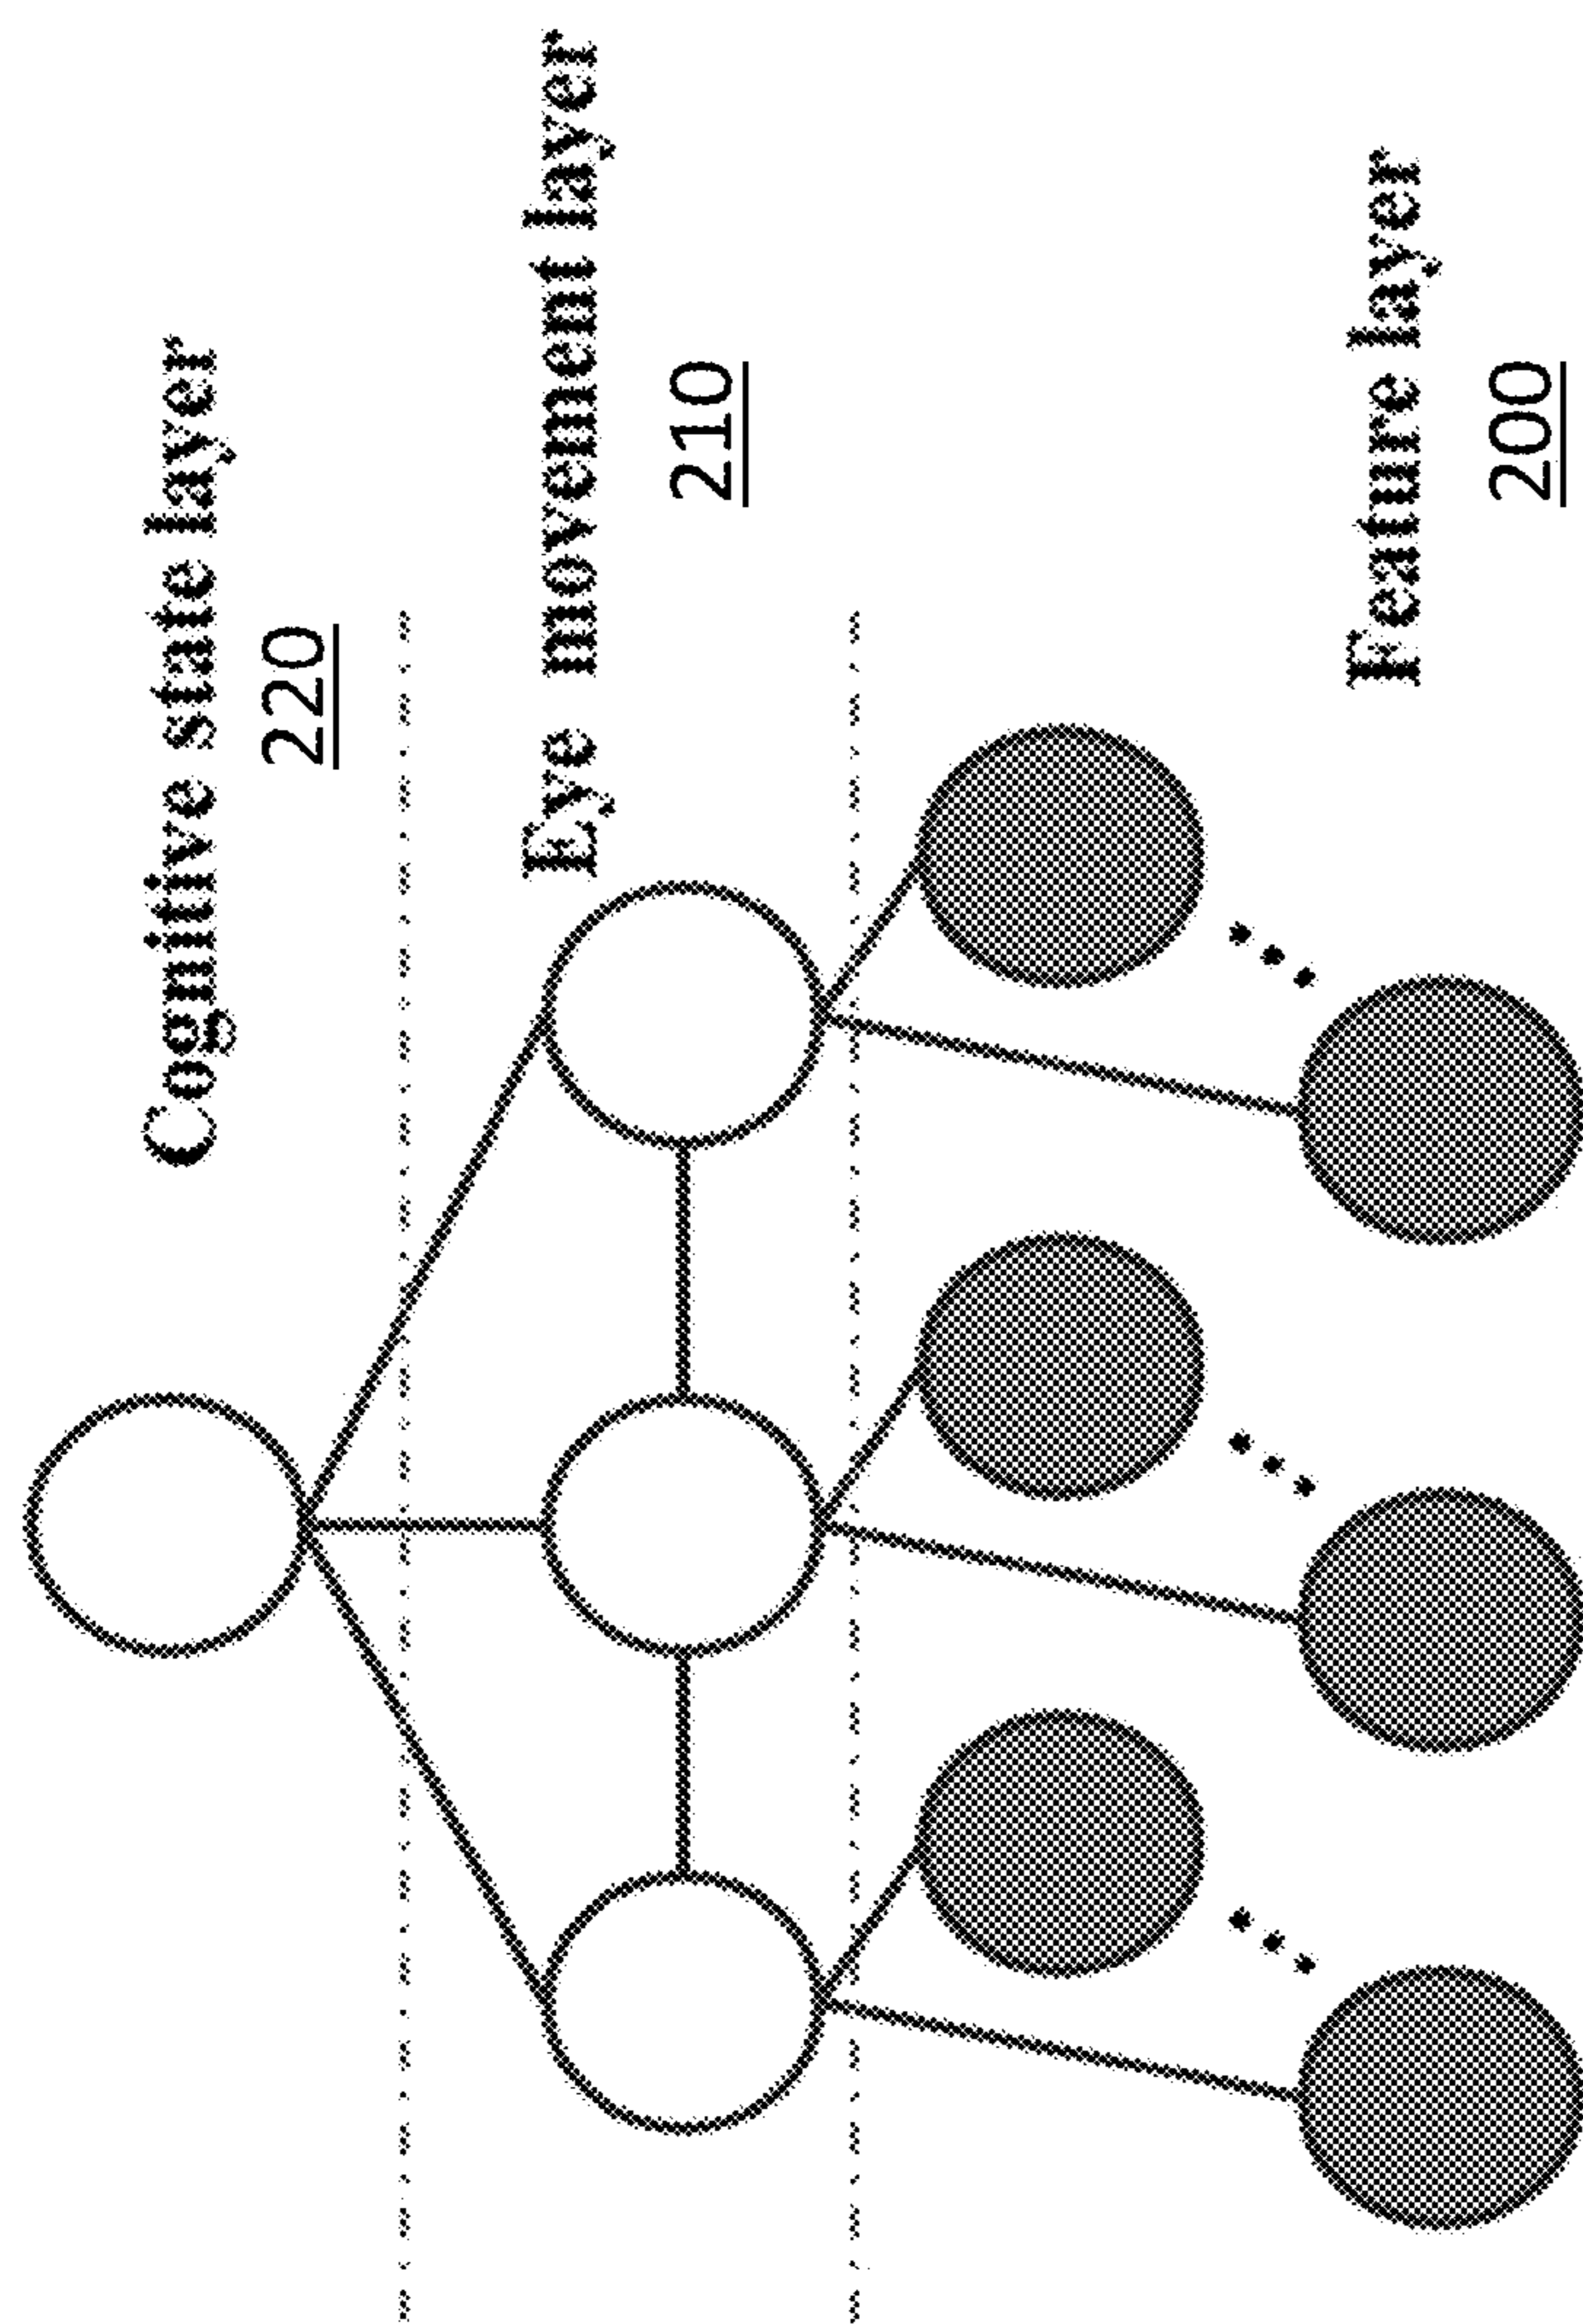 Cognitive state layer
220
Eye movement layer
210
Feature layer
200